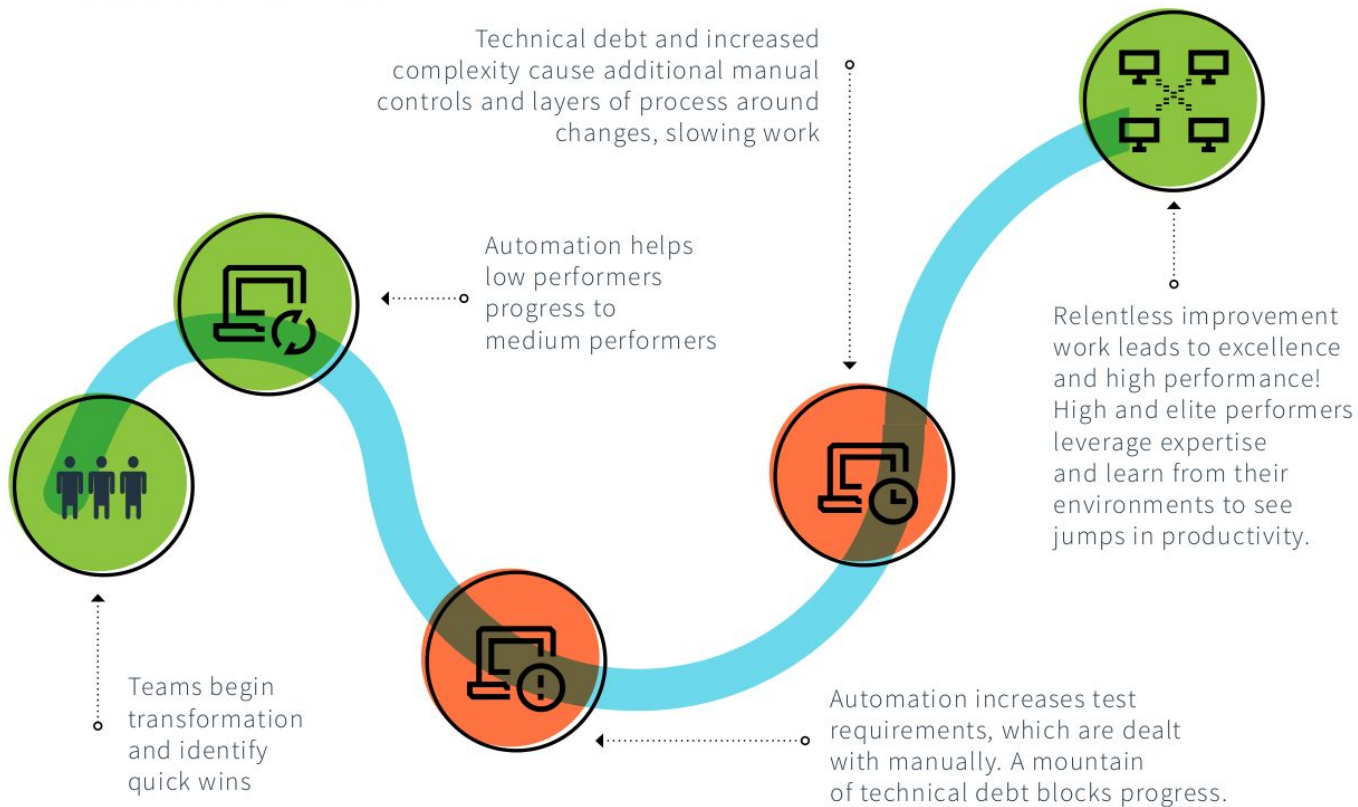 Teams begin
transformation
and identify
quick wins
Automation helps
low performers
progress to
medium performers
Automation increases test
requirements, which are dealt
with manually. A mountain
of technical debt blocks progress.
Technical debt and increased
complexity cause additional manual
controls and layers of process around
changes, slowing work
Relentless improvement
work leads to excellence
and high performance!
High and elite performers
leverage expertise
and learn from their
environments to see
jumps in productivity.